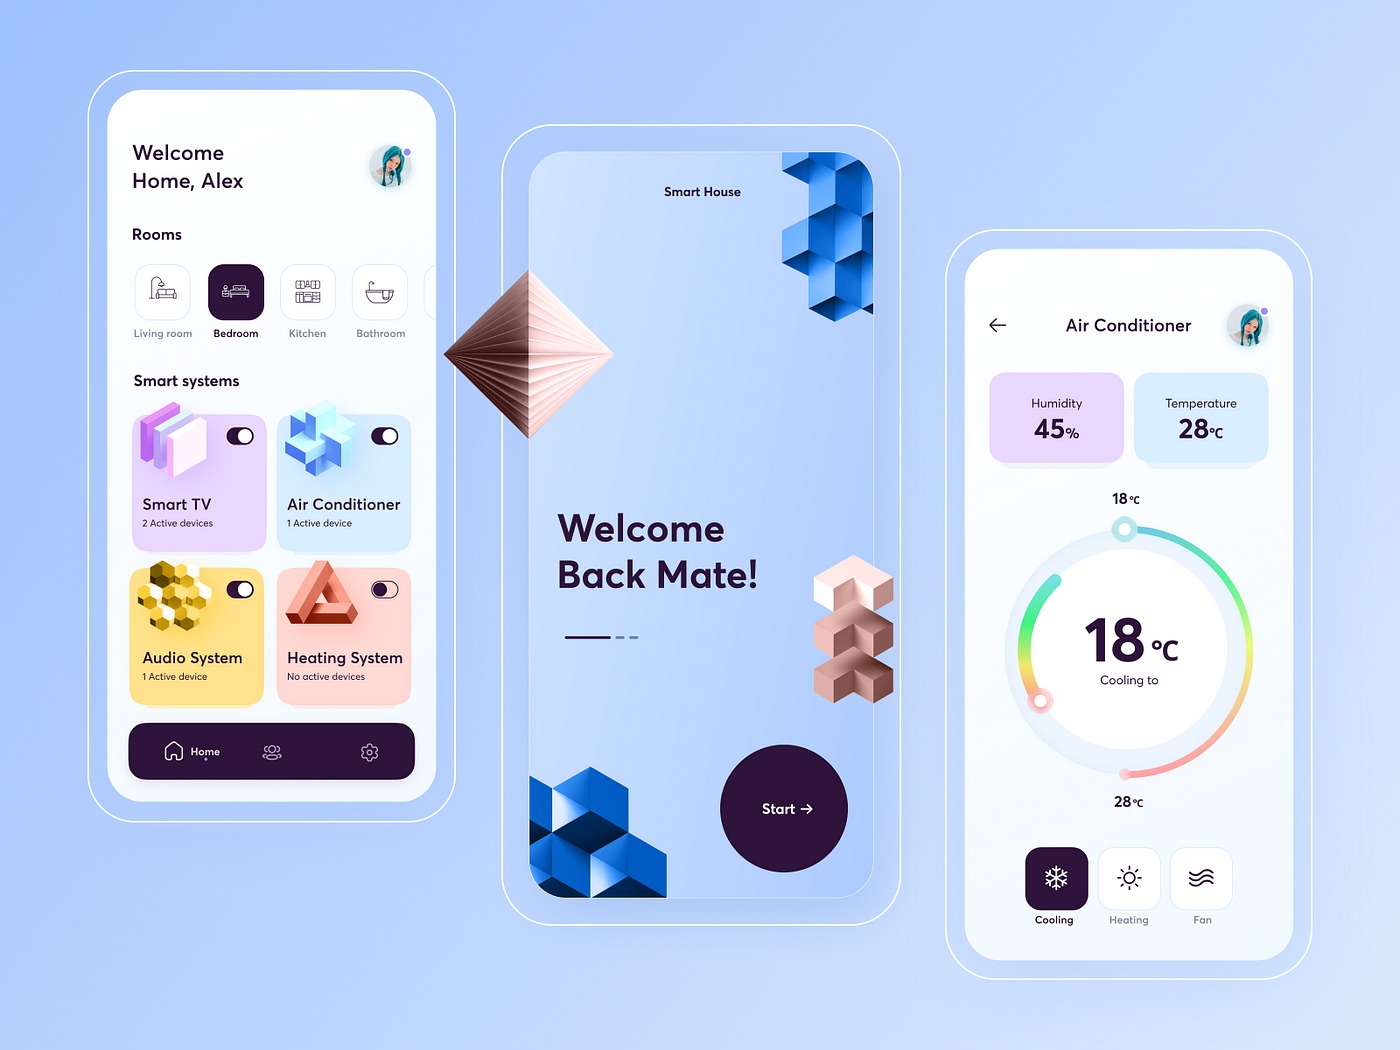 Welcome
Home, Alex
Rooms
Living room
Bedroom
Kitchen
Bathroom
Smart systems
Smart TV
2 Active devices
Air Conditioner
1 Active device
Audio System
1 Active device
Heating System
No active devices
Home
Smart House
Welcome
Back Mate!
Start →
Air Conditioner
Humidity
45%
Temperature
28°C
18°C
18 °C
Cooling to
28°C
Cooling
Heating
Fan